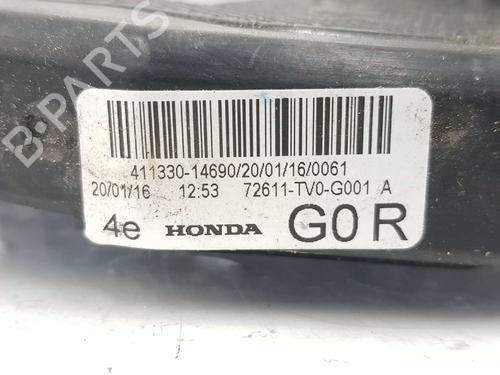 411330-14690/20/01/16/0061
20/01/16 12:53 72611-TV0-G001 A
4e HONDA G0 R
B-PARTS